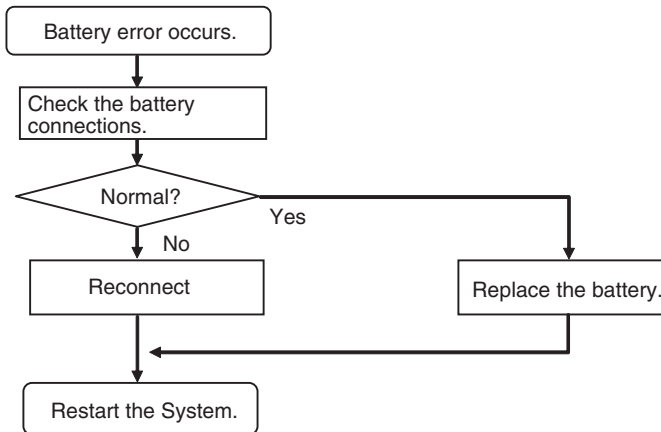 Battery error occurs.
Check the battery
connections.
Normal?
Yes
No
Reconnect
Replace the battery.
Restart the System.